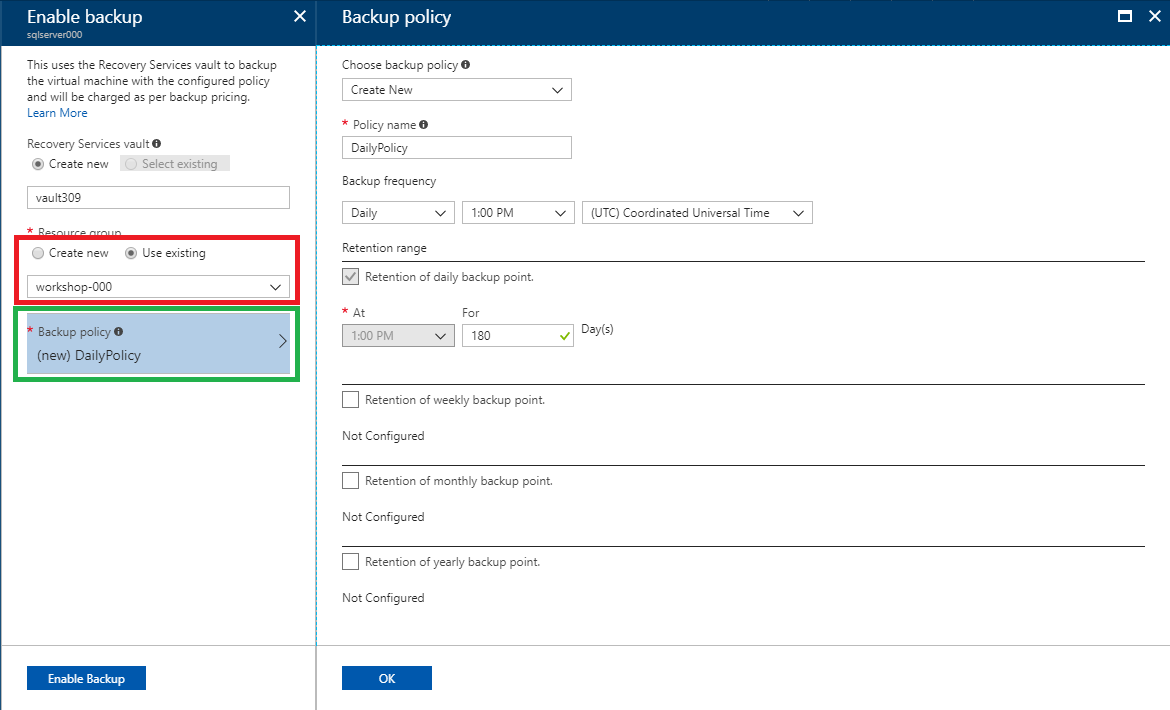 Enable backup
sqlserver000
This uses the Recovery Services vault to backup
the virtual machine with the configured policy
and will be charged as per backup pricing.
Learn More
Recovery Services vault
Create new
Select existing
vault309
* Resource group
Create new
Use existing
workshop-000
* Backup policy
(new) DailyPolicy
Enable Backup
Backup policy
Choose backup policy
Create New
* Policy name
DailyPolicy
Backup frequency
Daily
1:00 PM
(UTC) Coordinated Universal Time
Retention range
Retention of daily backup point.
* At
For
1:00 PM
180
Day(s)
Retention of weekly backup point.
Not Configured
Retention of monthly backup point.
Not Configured
Retention of yearly backup point.
Not Configured
OK